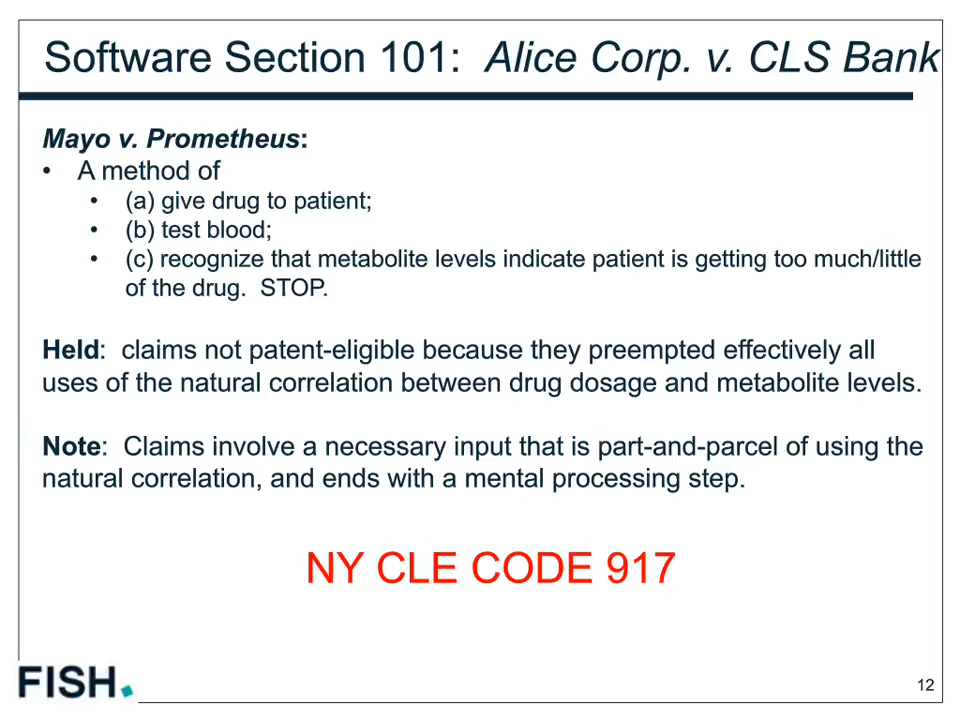 Software Section 101: Alice Corp. v. CLS Bank
Mayo v. Prometheus:
• A method of
• (a) give drug to patient;
• (b) test blood;
• (c) recognize that metabolite levels indicate patient is getting too much/little
of the drug. STOP.
Held: claims not patent-eligible because they preempted effectively all
uses of the natural correlation between drug dosage and metabolite levels.
Note: Claims involve a necessary input that is part-and-parcel of using the
natural correlation, and ends with a mental processing step.
NY CLE CODE 917
FISH.
12